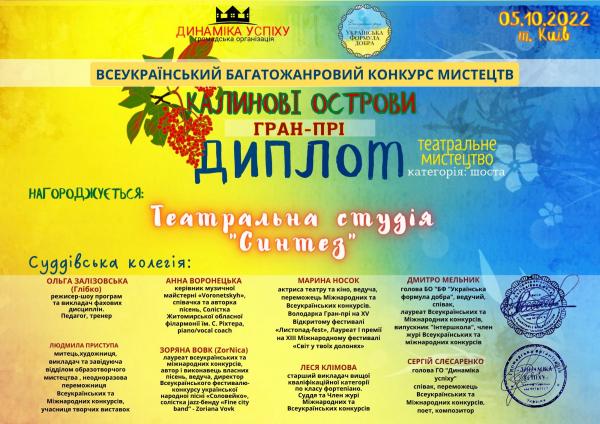 ДИНАМІКА УСПІХУ
громадська організація
УКРАЇНСЬКА
ФОРМУЛА
ДОБРА
05.10.2022
м. Київ
ВСЕУКРАЇНСЬКИЙ БАГАТОЖАНРОВИЙ КОНКУРС МИСТЕЦТВ
КАЛИНОВІ ОСТРОВИ
ГРАН-ПРІ
ДИПЛОМ
театральне
мистецтво
категорія: шоста
НАГОРОДЖУЄТЬСЯ:
Театральна студія
"Синтез"
Суддівська колегія:
ОЛЬГА ЗАЛІЗОВСЬКА
(Глібко)
режисер-шоу програм
та викладач фахових
дисциплін.
Педагог, тренер
ЛЮДМИЛА ПРИСТУПА
митець,художниця,
викладач та завідуюча
відділом образотворчого
мистецтва , неодноразова
переможниця
Всеукраїнських та
Міжнародних конкурсів,
учасниця творчих виставок
АННА ВОРОНЕЦЬКА
керівник музичної
майстерні «Voronetskyh»,
співачка та авторка
пісень, Солістка
Житомирської обласної
філармонії ім. С. Ріхтера,
piano/vocal coach
ЗОРЯНА ВОВК (ZorNica)
лауреат всеукраїнських та
міжнародних конкурсів,
автор і виконавець власних
пісень, ведуча, директор
Всеукраїнського фестивалю-
конкурсу української
народної пісні «Соловейко»,
солістка jazz-бенду «Fine city
band" - Zoriana Vovk
МАРИНА НОСОК
актриса театру та кіно, ведуча,
переможець Міжнародних та
Всеукраїнських конкурсів.
Володарка Гран-прі на XV
Відкритому фестивалі
«Листопад-fest», Лауреат І премії
на XIII Міжнародному фестивалі
«Світ у твоїх долонях»
ЛЕСЯ КЛІМОВА
старший викладач вищої
кваліфікаційної категорії
по класу фортепіано.
Суддя та Член журі
Міжнародних та
Всеукраїнських конкурсів
ДМИТРО МЕЛЬНИК
голова БО "БФ "Українська
формула добра", ведучий,
співак,
лауреат Всеукраїнських та
Міжнародних конкурсів,
випускник "Інтершкола", член
журі Всеукраїнських та
міжнародних конкурсів
СЕРГІЙ СЛЄСАРЕНКО
голова ГО "Динаміка
успіху"
співак, переможець
Всеукраїнських та
Міжнародних конкурсів,
поет, композитор
ДИНАМІКА
УСПІХУ